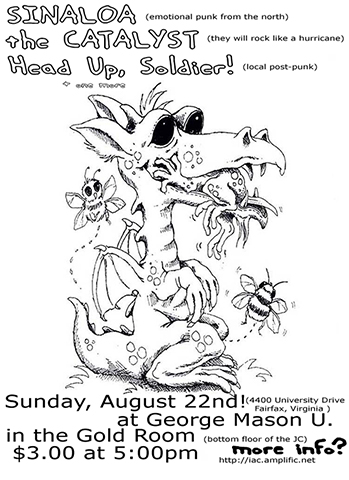 SINALOA (emotional punk from the north)
the CATALYST (they will rock like a hurricane)
Head Up, Soldier! (local post-punk)
+ one more
Sunday, August 22nd! (4400 University Drive
Fairfax, Virginia )
at George Mason U.
in the Gold Room (bottom floor of the JC)
$3.00 at 5:00pm more info?
http://iac.amplific.net